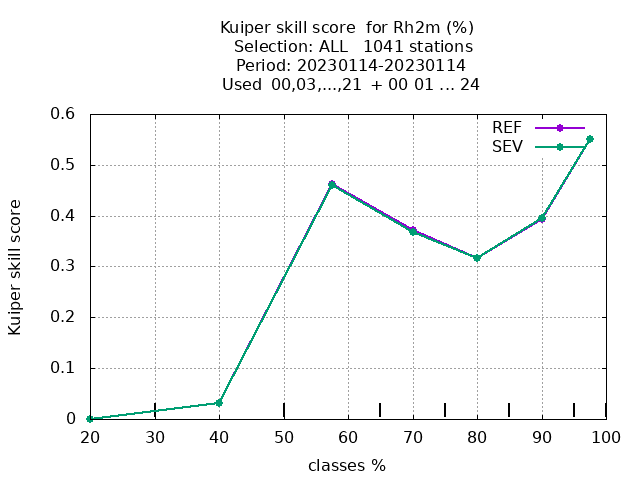 Kuiper skill score  for Rh2m (%)
Selection: ALL   1041 stations
Period: 20230114-20230114
Used  00,03,...,21  + 00 01 ... 24
REF
SEV
0.6
0.5
0.4
0.3
0.2
0.1
0
Kuiper skill score
20 30 40 50 60 70 80 90 100
classes %